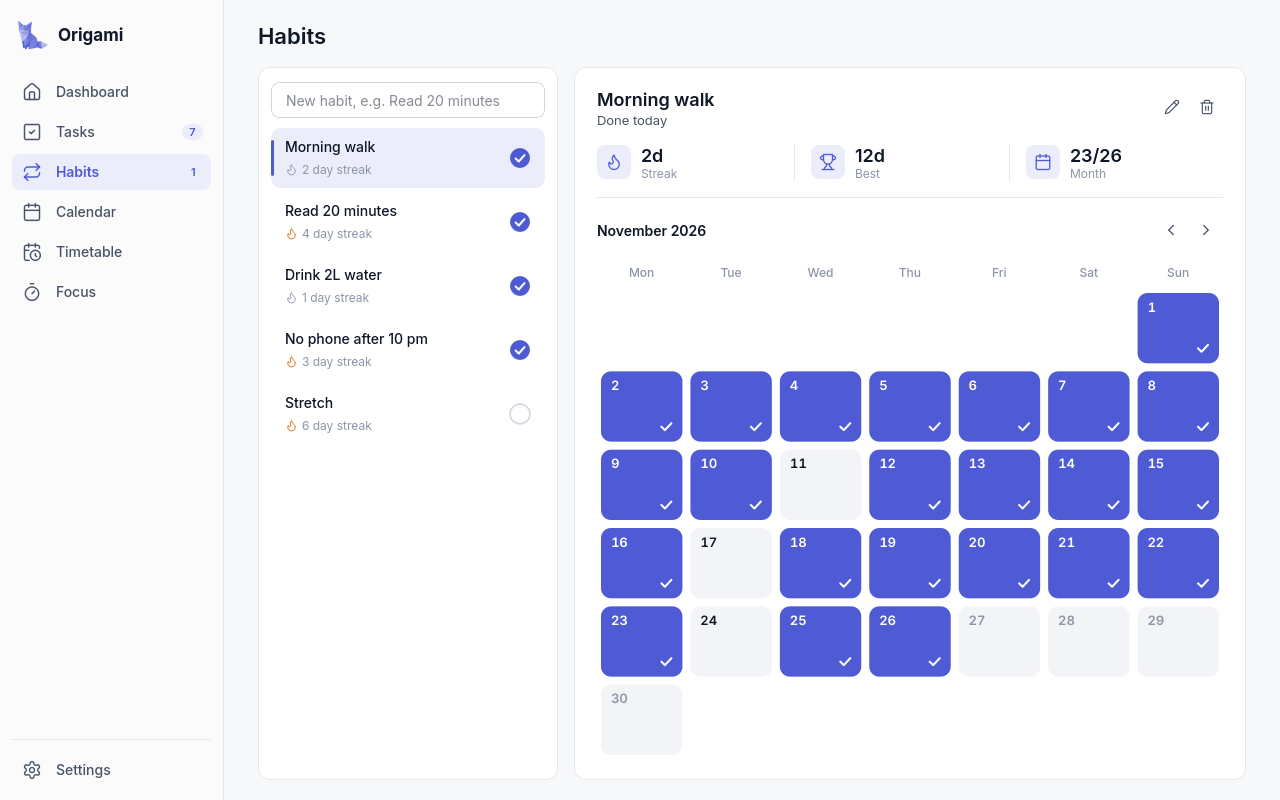 Origami
Dashboard
Tasks 7
Habits 1
Calendar
Timetable
Focus
Settings
Habits
New habit, e.g. Read 20 minutes
Morning walk
2 day streak
Read 20 minutes
4 day streak
Drink 2L water
1 day streak
No phone after 10 pm
3 day streak
Stretch
6 day streak
Morning walk
Done today
2d
Streak
12d
Best
23/26
Month
November 2026
Mon Tue Wed Thu Fri Sat Sun
1
2 3 4 5 6 7 8
9 10 11 12 13 14 15
16 17 18 19 20 21 22
23 24 25 26 27 28 29
30